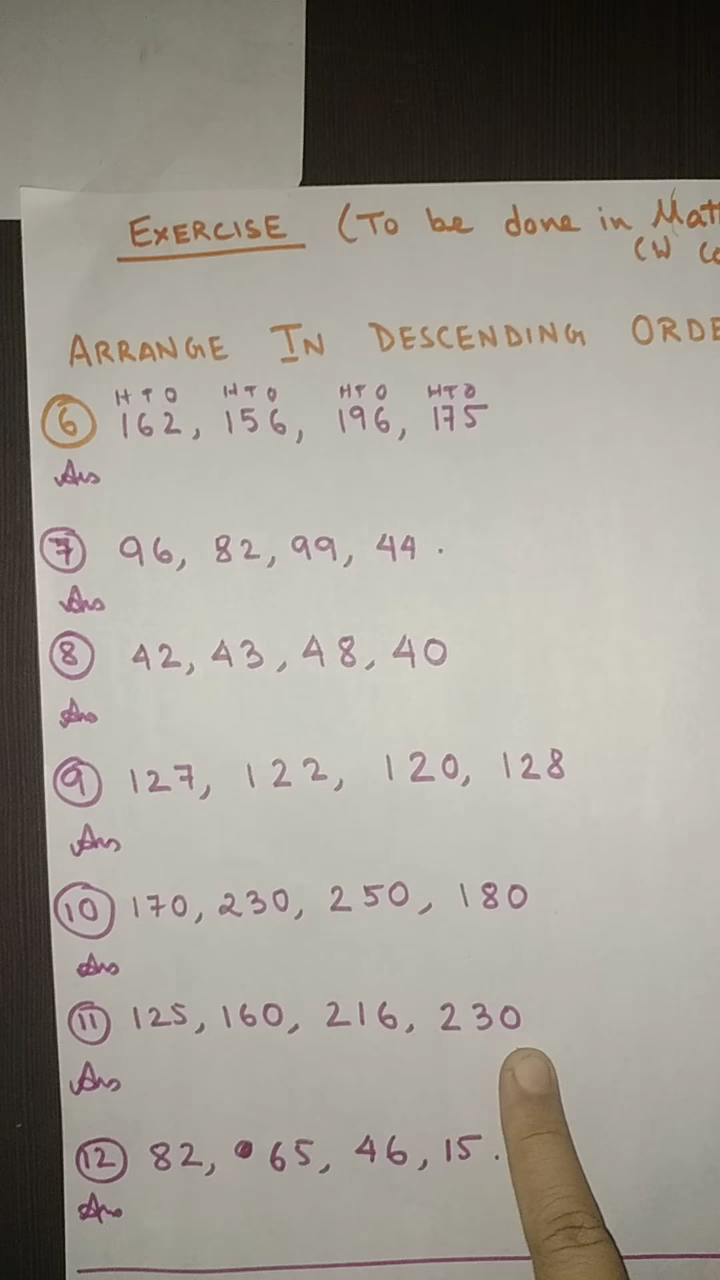 EXERCISE (To be done in
(W
ARRANGE IN DESCENDING
H T O H T O H T O H T O
6 162, 156, 196, 175
Ans
7 96, 82, 99, 44 .
Ans
8 42, 43, 48, 40
Ans
9 127, 122, 120, 128
Ans
10 170, 230, 250, 180
Ans
11 125, 160, 216, 230
Ans
12 82, 65, 46, 15.
Ans